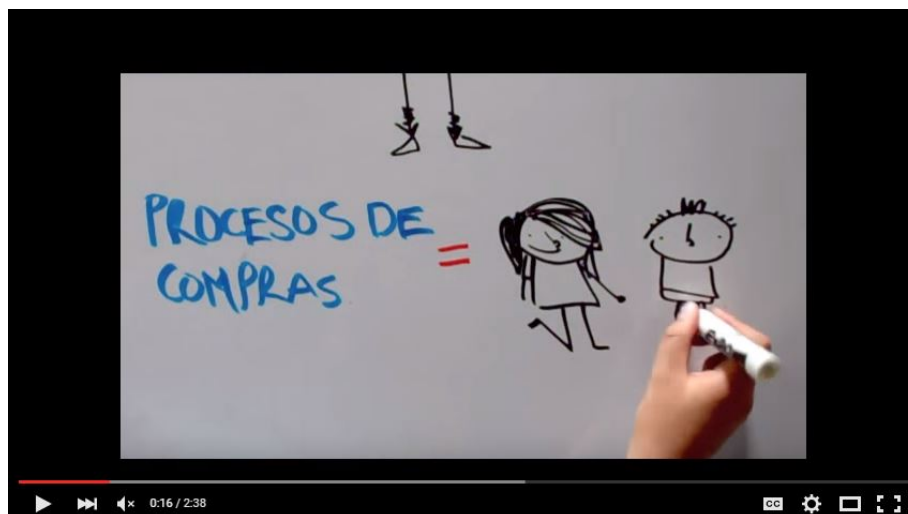 PROCESOS DE
COMPRAS
=
0:16 / 2:38
CC